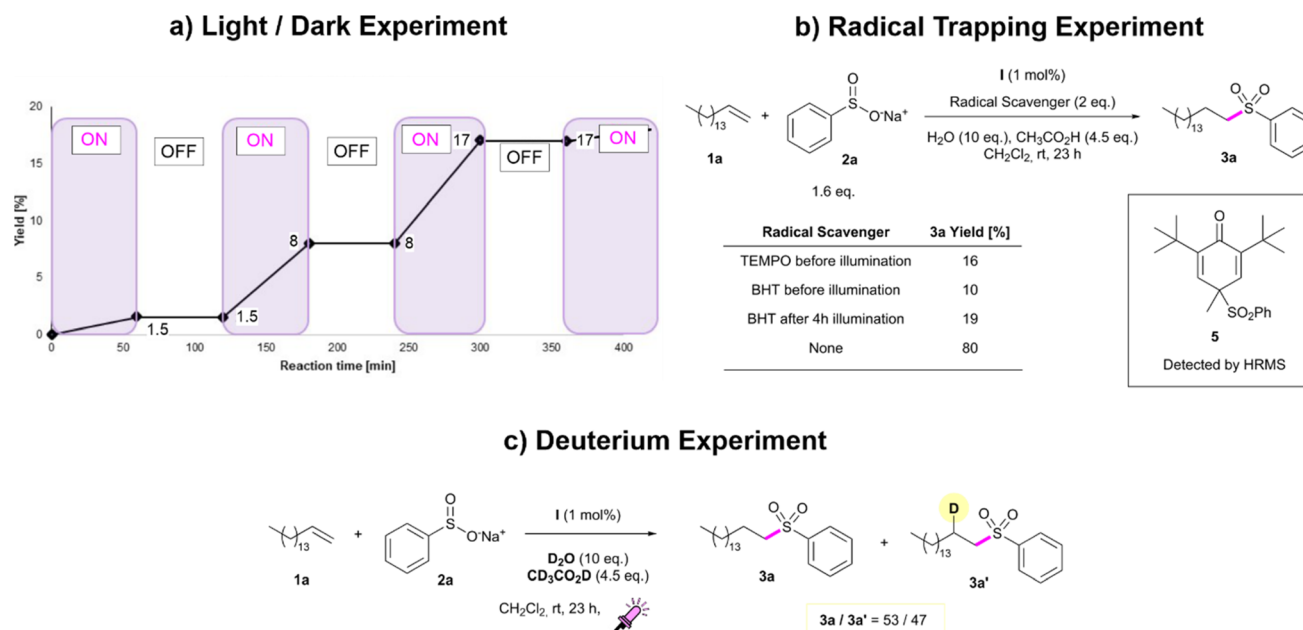 a) Light / Dark Experiment
20
15
10
5
0
Yield [%]
ON
OFF
ON
OFF
ON
OFF
ON
1.5
1.5
8
8
17
17
0
50
100
150
200
250
300
350
400
Reaction time [min]
b) Radical Trapping Experiment
13
1a
+
O
S
O⁻Na⁺
2a
1.6 eq.
I (1 mol%)
Radical Scavenger (2 eq.)
H₂O (10 eq.), CH₃CO₂H (4.5 eq.)
CH₂Cl₂, rt, 23 h
O O
S
13
3a
Radical Scavenger 3a Yield [%]
TEMPO before illumination 16
BHT before illumination 10
BHT after 4h illumination 19
None 80
O
SO₂Ph
5
Detected by HRMS
c) Deuterium Experiment
13
1a
+
O
S
O⁻Na⁺
2a
I (1 mol%)
D₂O (10 eq.)
CD₃CO₂D (4.5 eq.)
CH₂Cl₂, rt, 23 h,
O O
S
13
3a
+
D
O O
S
13
3a'
3a / 3a' = 53 / 47